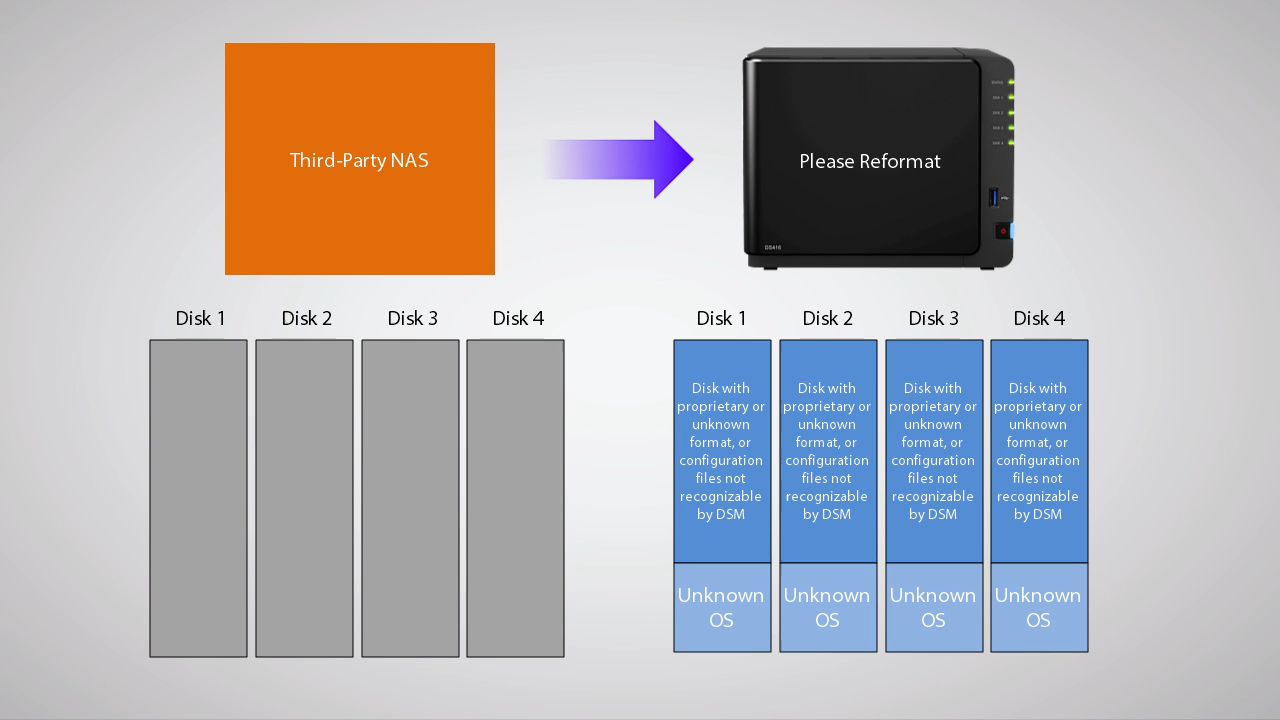 Third-Party NAS
Please Reformat
DS416
Disk 1
Disk 2
Disk 3
Disk 4
Disk 1
Disk 2
Disk 3
Disk 4
Disk with
proprietary or
unknown
format, or
configuration
files not
recognizable
by DSM
Disk with
proprietary or
unknown
format, or
configuration
files not
recognizable
by DSM
Disk with
proprietary or
unknown
format, or
configuration
files not
recognizable
by DSM
Disk with
proprietary or
unknown
format, or
configuration
files not
recognizable
by DSM
Unknown
OS
Unknown
OS
Unknown
OS
Unknown
OS